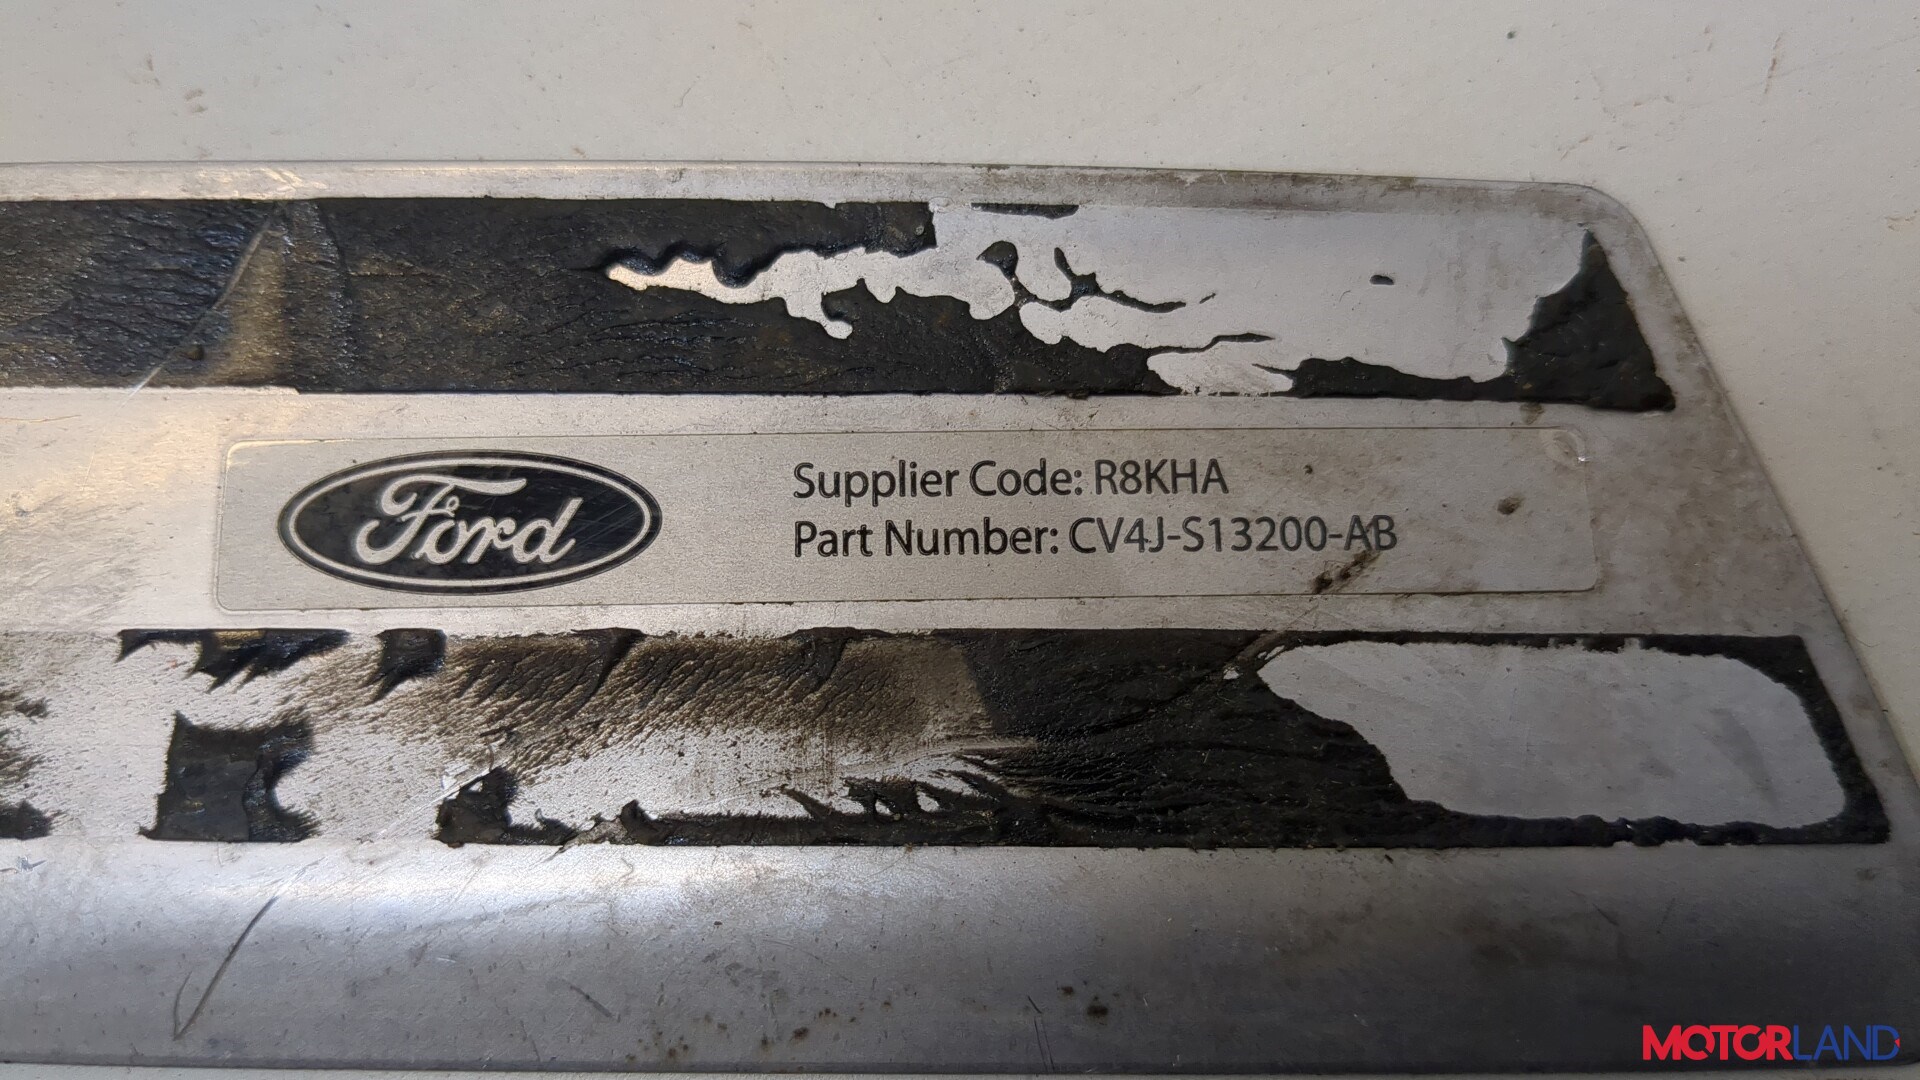 Ford
Supplier Code: R8KHA
Part Number: CV4J-S13200-AB
MOTORLAND